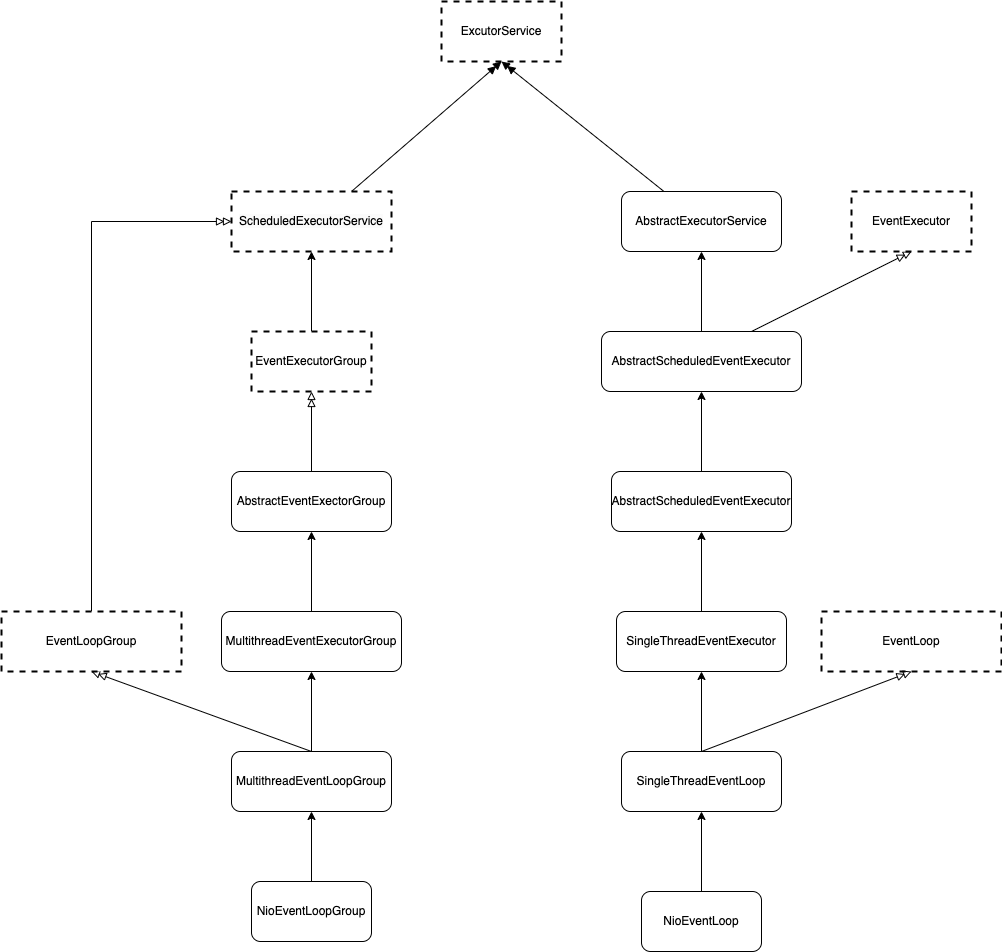 ExcutorService
ScheduledExecutorService
AbstractExecutorService
EventExecutor
EventExecutorGroup
AbstractScheduledEventExecutor
AbstractEventExectorGroup
AbstractScheduledEventExecutor
EventLoopGroup
MultithreadEventExecutorGroup
SingleThreadEventExecutor
EventLoop
MultithreadEventLoopGroup
SingleThreadEventLoop
NioEventLoopGroup
NioEventLoop